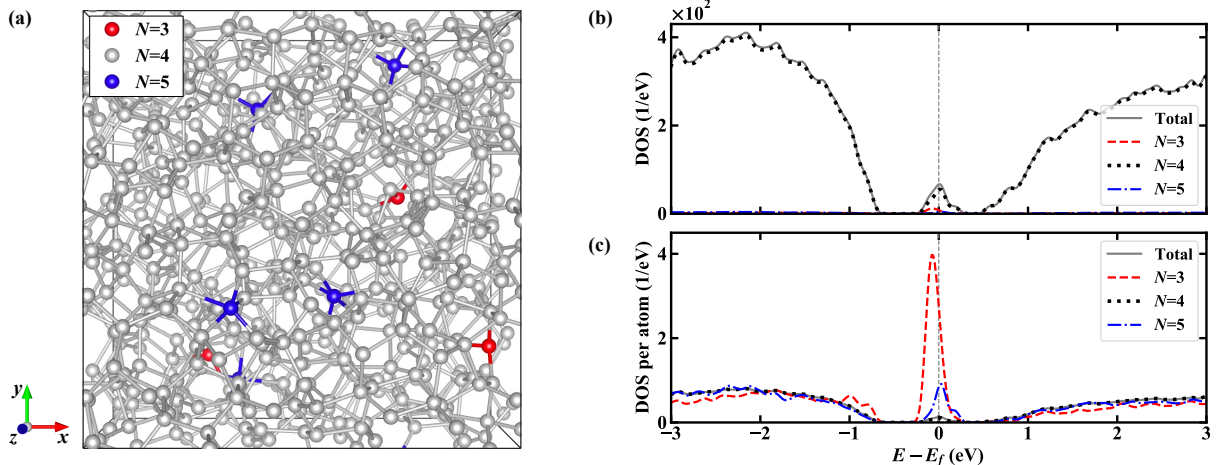 (a)
N=3
N=4
N=5
y
z
x
(b)
×10²
4
2
0
DOS (1/eV)
Total
N=3
N=4
N=5
(c)
4
2
0
DOS per atom (1/eV)
Total
N=3
N=4
N=5
−3 −2 −1 0 1 2 3
E − E_f (eV)